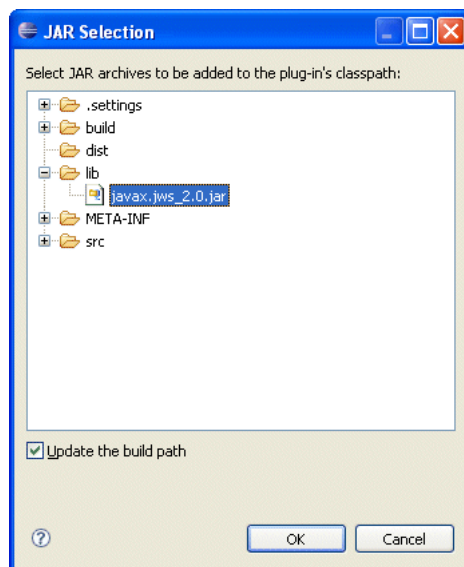 JAR Selection
Select JAR archives to be added to the plug-in's classpath:
.settings
build
dist
lib
javax.jws_2.0.jar
META-INF
src
Update the build path
?
OK Cancel